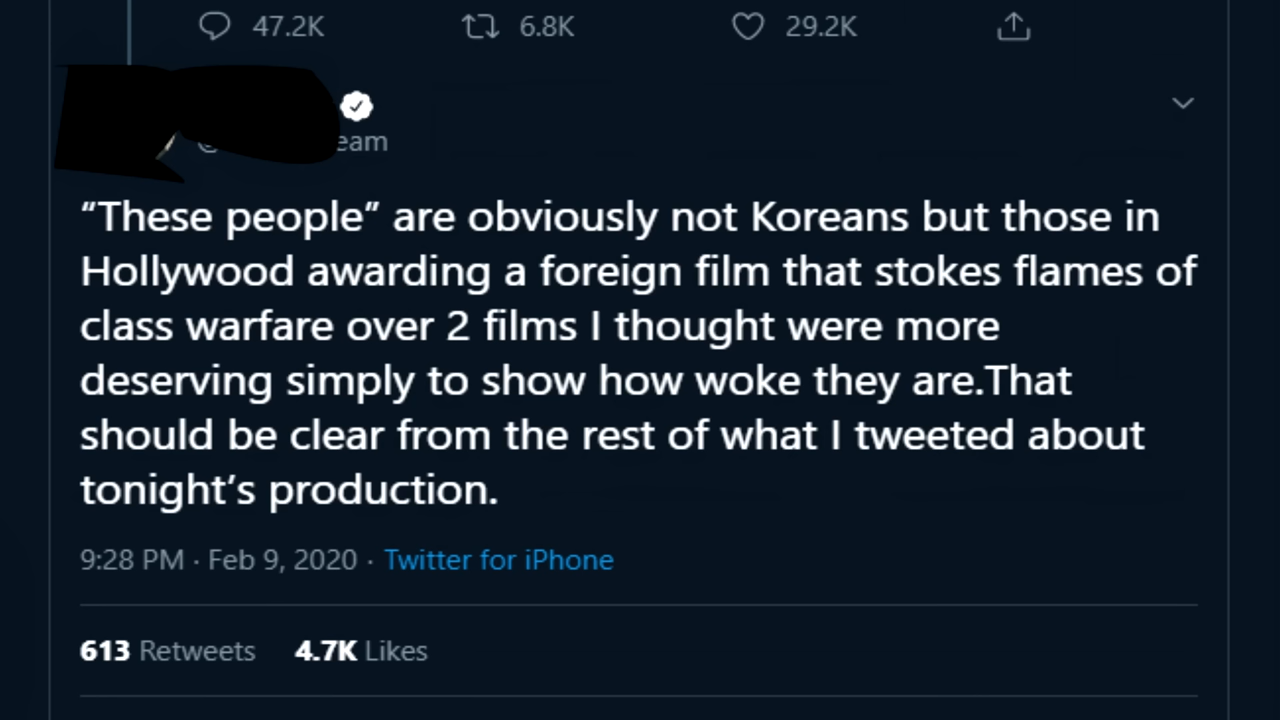 47.2K 6.8K 29.2K
eam
“These people” are obviously not Koreans but those in
Hollywood awarding a foreign film that stokes flames of
class warfare over 2 films I thought were more
deserving simply to show how woke they are.That
should be clear from the rest of what I tweeted about
tonight’s production.
9:28 PM · Feb 9, 2020 · Twitter for iPhone
613 Retweets 4.7K Likes